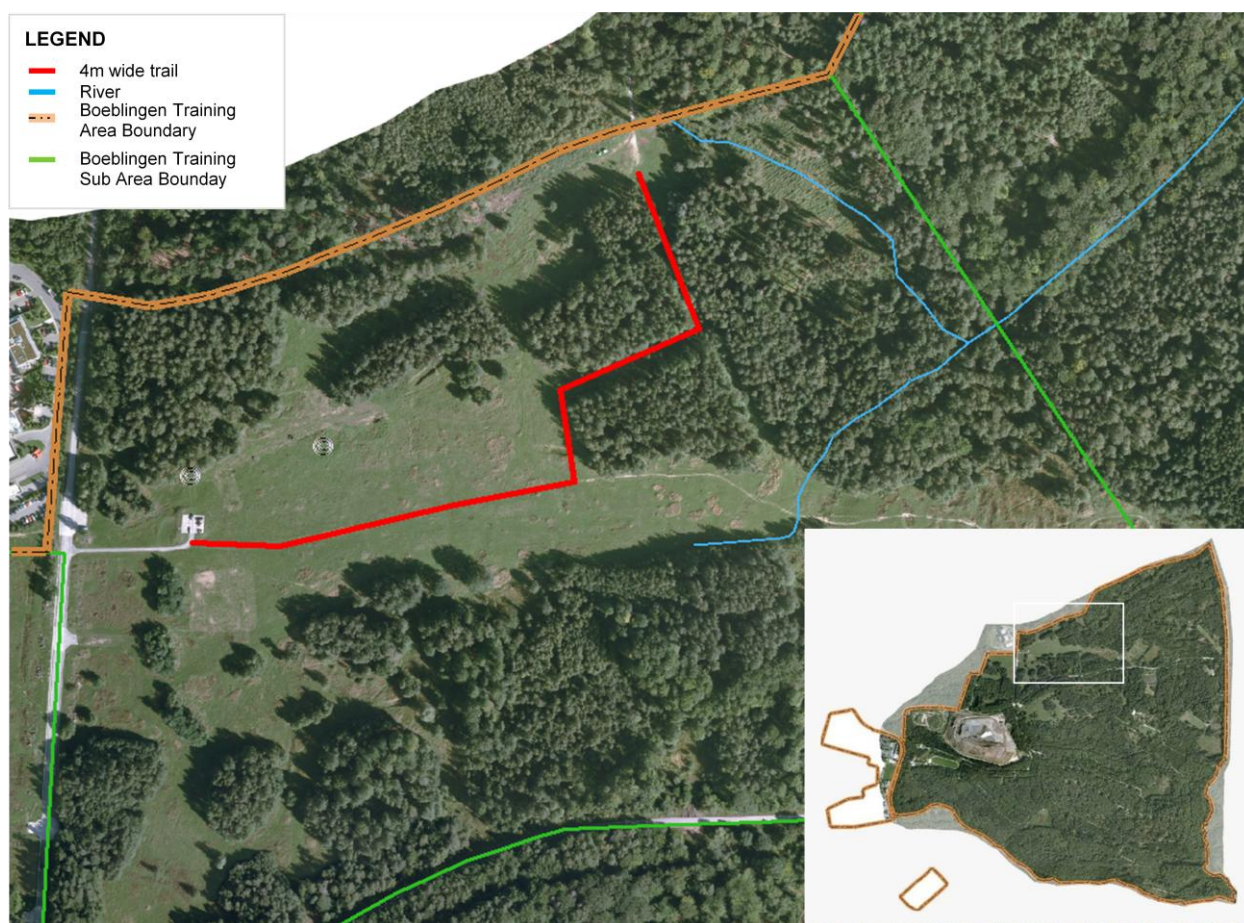 LEGEND
4m wide trail
River
Boeblingen Training
Area Boundary
Boeblingen Training
Sub Area Bounday